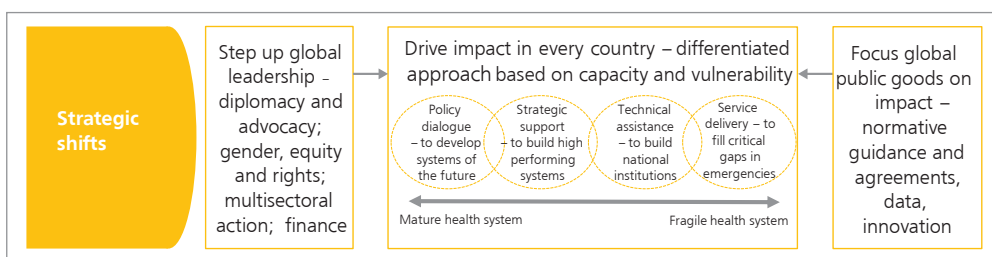 Strategic
shifts
Step up global
leadership -
diplomacy and
advocacy;
gender, equity
and rights;
multisectoral
action; finance
Drive impact in every country – differentiated
approach based on capacity and vulnerability
Policy
dialogue
– to develop
systems of
the future
Strategic
support
– to build high
performing
systems
Technical
assistance
– to build
national
institutions
Service
delivery – to
fill critical
gaps in
emergencies
Mature health system
Fragile health system
Focus global
public goods on
impact –
normative
guidance and
agreements,
data,
innovation